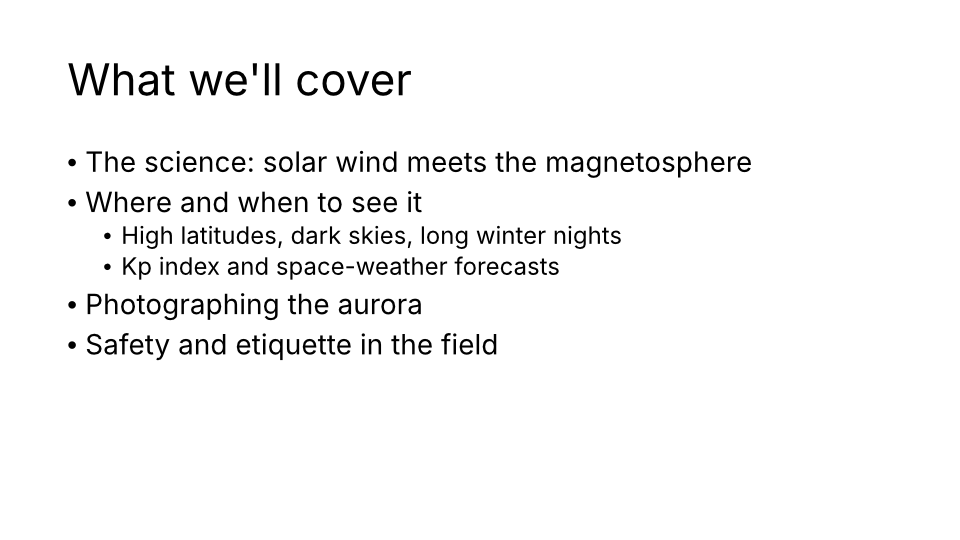 What we'll cover
• The science: solar wind meets the magnetosphere
• Where and when to see it
• High latitudes, dark skies, long winter nights
• Kp index and space-weather forecasts
• Photographing the aurora
• Safety and etiquette in the field